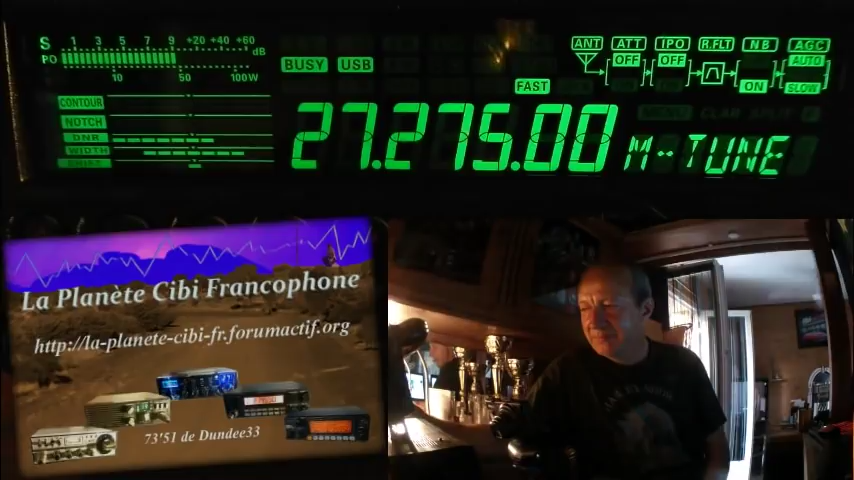 S 1 3 5 7 9 +20 +40 +60 dB
PO 10 50 100W
BUSY USB
ANT ATT IPO R.FLT NB AGC
OFF OFF AUTO
ON SLOW
FAST
CONTOUR
NOTCH
DNR
WIDTH
SHIFT
27.275.00 M-TUNE
La Planète Cibi Francophone
http://la-planete-cibi-fr.forumactif.org
73'51 de Dundee33